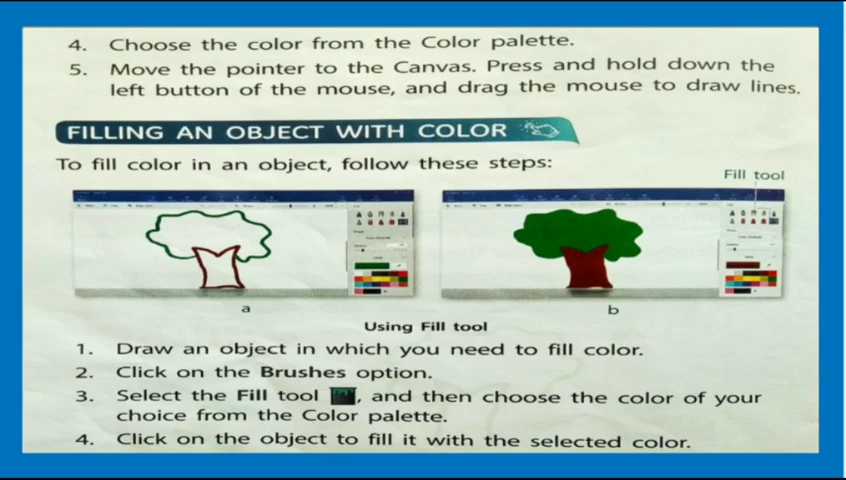 4. Choose the color from the Color palette.
5. Move the pointer to the Canvas. Press and hold down the
left button of the mouse, and drag the mouse to draw lines.
FILLING AN OBJECT WITH COLOR
To fill color in an object, follow these steps:
Fill tool
a
b
Using Fill tool
1. Draw an object in which you need to fill color.
2. Click on the Brushes option.
3. Select the Fill tool , and then choose the color of your
choice from the Color palette.
4. Click on the object to fill it with the selected color.